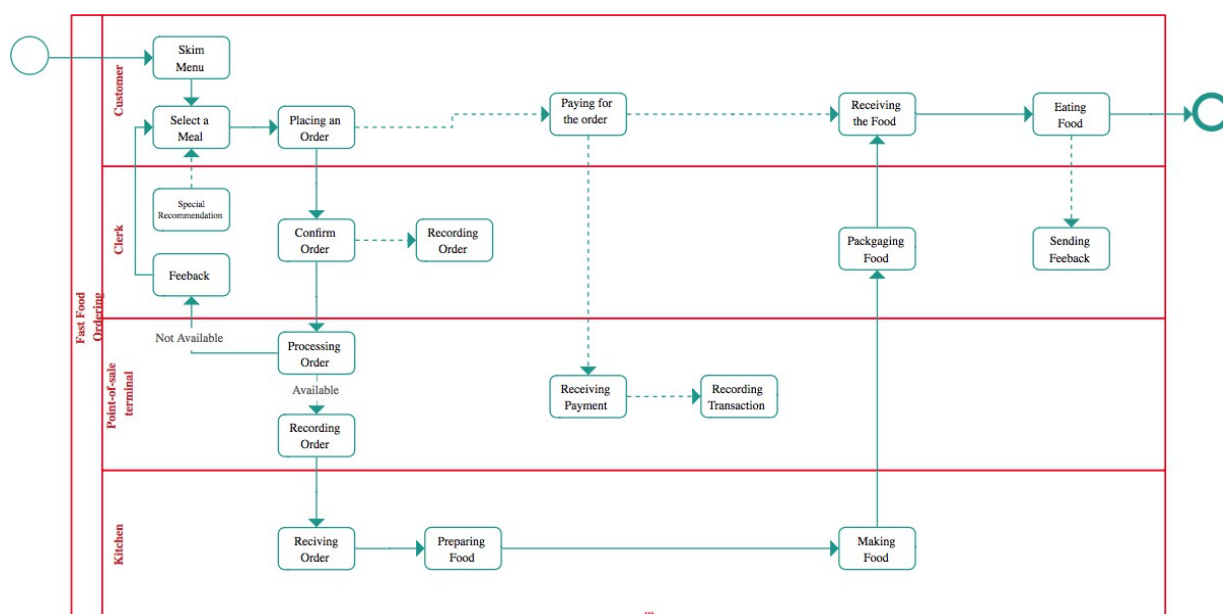 Fast Food
Ordering
Customer
Skim
Menu
Select a
Meal
Placing an
Order
Paying for
the order
Receiving
the Food
Eating
Food
Clerk
Special
Recommendation
Confirm
Order
Recording
Order
Packgaging
Food
Sending
Feeback
Feeback
Point-of-sale
terminal
Not Available
Processing
Order
Available
Receiving
Payment
Recording
Transaction
Recording
Order
Kitchen
Reciving
Order
Preparing
Food
Making
Food